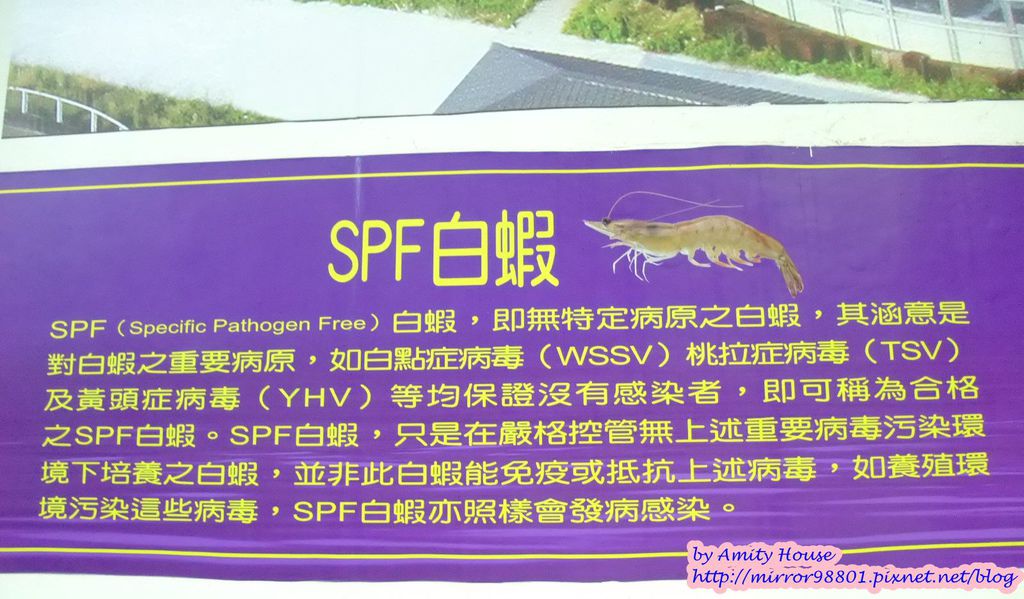 SPF白蝦
SPF（Specific Pathogen Free）白蝦，即無特定病原之白蝦，其涵意是
對白蝦之重要病原，如白點症病毒（WSSV）桃拉症病毒（TSV）
及黃頭症病毒（YHV）等均保證沒有感染者，即可稱為合格
之SPF白蝦。SPF白蝦，只是在嚴格控管無上述重要病毒污染環
境下培養之白蝦，並非此白蝦能免疫或抵抗上述病毒，如養殖環
境污染這些病毒，SPF白蝦亦照樣會發病感染。
by Amity House
http://mirror98801.pixnet.net/blog